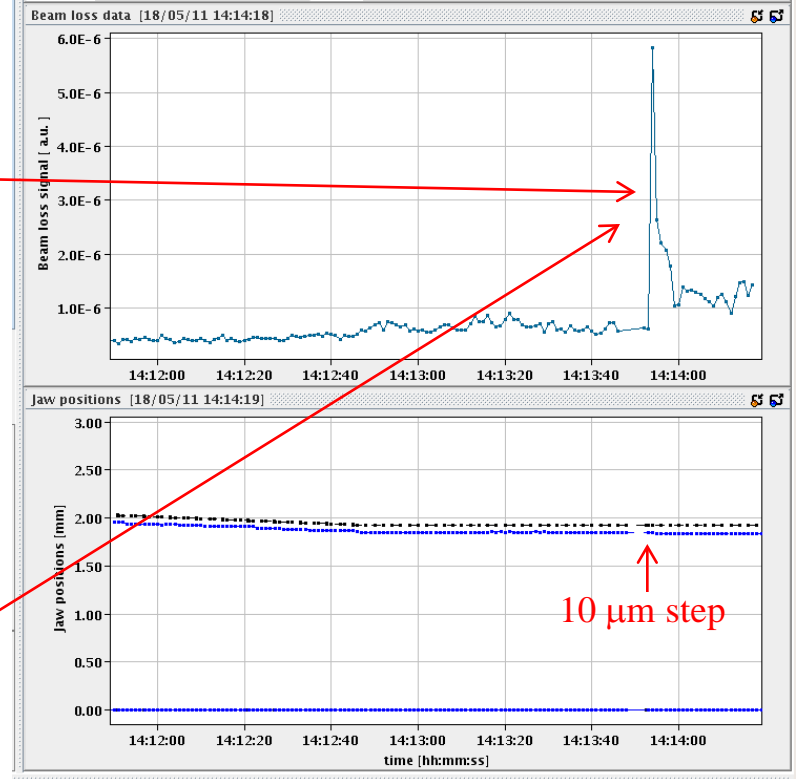 Beam loss data [18/05/11 14:14:18]
6.0E-6
5.0E-6
4.0E-6
3.0E-6
2.0E-6
1.0E-6
Beam loss signal [ a.u. ]
14:12:00 14:12:20 14:12:40 14:13:00 14:13:20 14:13:40 14:14:00
Jaw positions [18/05/11 14:14:19]
3.00
2.50
2.00
1.50
1.00
0.50
0.00
Jaw positions [mm]
10 μm step
14:12:00 14:12:20 14:12:40 14:13:00 14:13:20 14:13:40 14:14:00
time [hh:mm:ss]